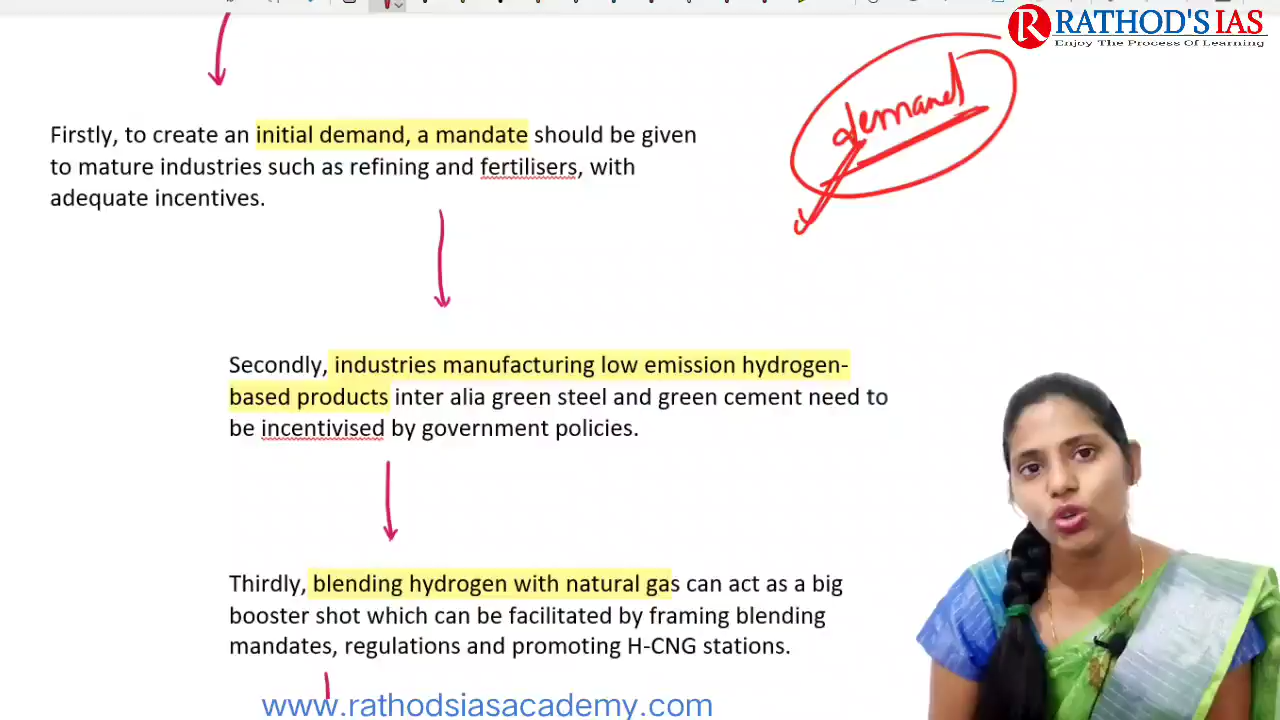 RATHOD'S IAS
Enjoy The Process Of Learning
demand
Firstly, to create an initial demand, a mandate should be given
to mature industries such as refining and fertilisers, with
adequate incentives.
Secondly, industries manufacturing low emission hydrogen-
based products inter alia green steel and green cement need to
be incentivised by government policies.
Thirdly, blending hydrogen with natural gas can act as a big
booster shot which can be facilitated by framing blending
mandates, regulations and promoting H-CNG stations.
www.rathodsiasacademy.com